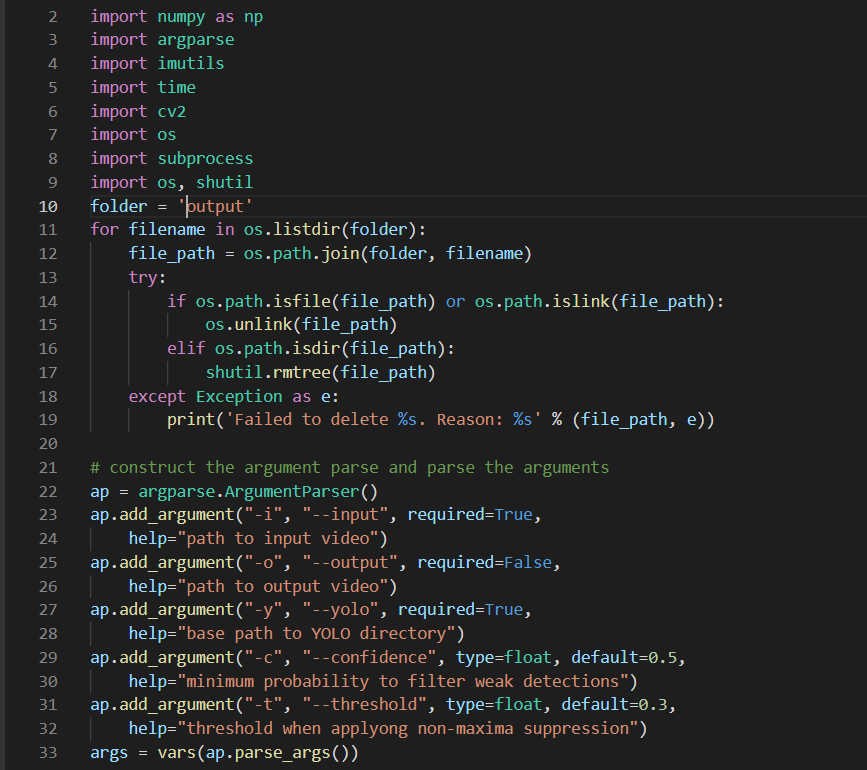 2 import numpy as np
3 import argparse
4 import imutils
5 import time
6 import cv2
7 import os
8 import subprocess
9 import os, shutil
10 folder = 'output'
11 for filename in os.listdir(folder):
12     file_path = os.path.join(folder, filename)
13     try:
14         if os.path.isfile(file_path) or os.path.islink(file_path):
15             os.unlink(file_path)
16         elif os.path.isdir(file_path):
17             shutil.rmtree(file_path)
18     except Exception as e:
19         print('Failed to delete %s. Reason: %s' % (file_path, e))
20
21 # construct the argument parse and parse the arguments
22 ap = argparse.ArgumentParser()
23 ap.add_argument("-i", "--input", required=True,
24     help="path to input video")
25 ap.add_argument("-o", "--output", required=False,
26     help="path to output video")
27 ap.add_argument("-y", "--yolo", required=True,
28     help="base path to YOLO directory")
29 ap.add_argument("-c", "--confidence", type=float, default=0.5,
30     help="minimum probability to filter weak detections")
31 ap.add_argument("-t", "--threshold", type=float, default=0.3,
32     help="threshold when applyong non-maxima suppression")
33 args = vars(ap.parse_args())